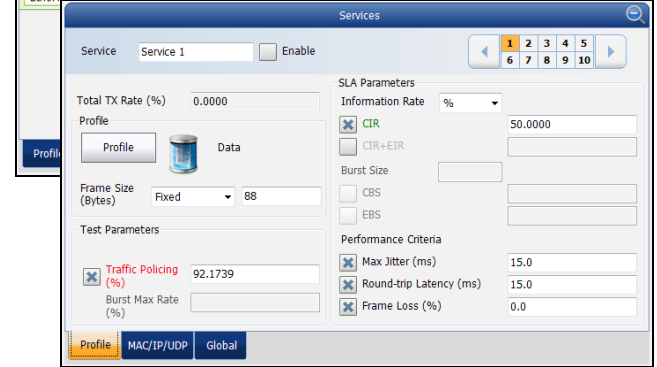 Services
Service Service 1 Enable
1 2 3 4 5
6 7 8 9 10
Total TX Rate (%) 0.0000
Profile
Profile Data
Frame Size
(Bytes) Fixed 88
Test Parameters
Traffic Policing
(%) 92.1739
Burst Max Rate
(%)
SLA Parameters
Information Rate %
CIR 50.0000
CIR+EIR
Burst Size
CBS
EBS
Performance Criteria
Max Jitter (ms) 15.0
Round-trip Latency (ms) 15.0
Frame Loss (%) 0.0
Profile MAC/IP/UDP Global
Profil